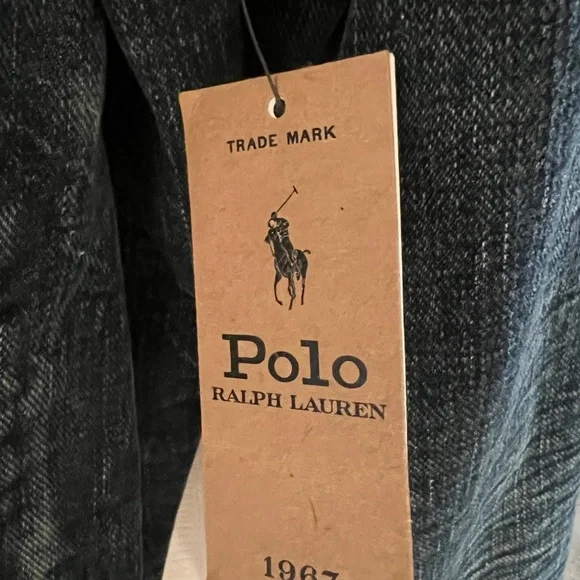 TRADE MARK
Polo
RALPH LAUREN
1967